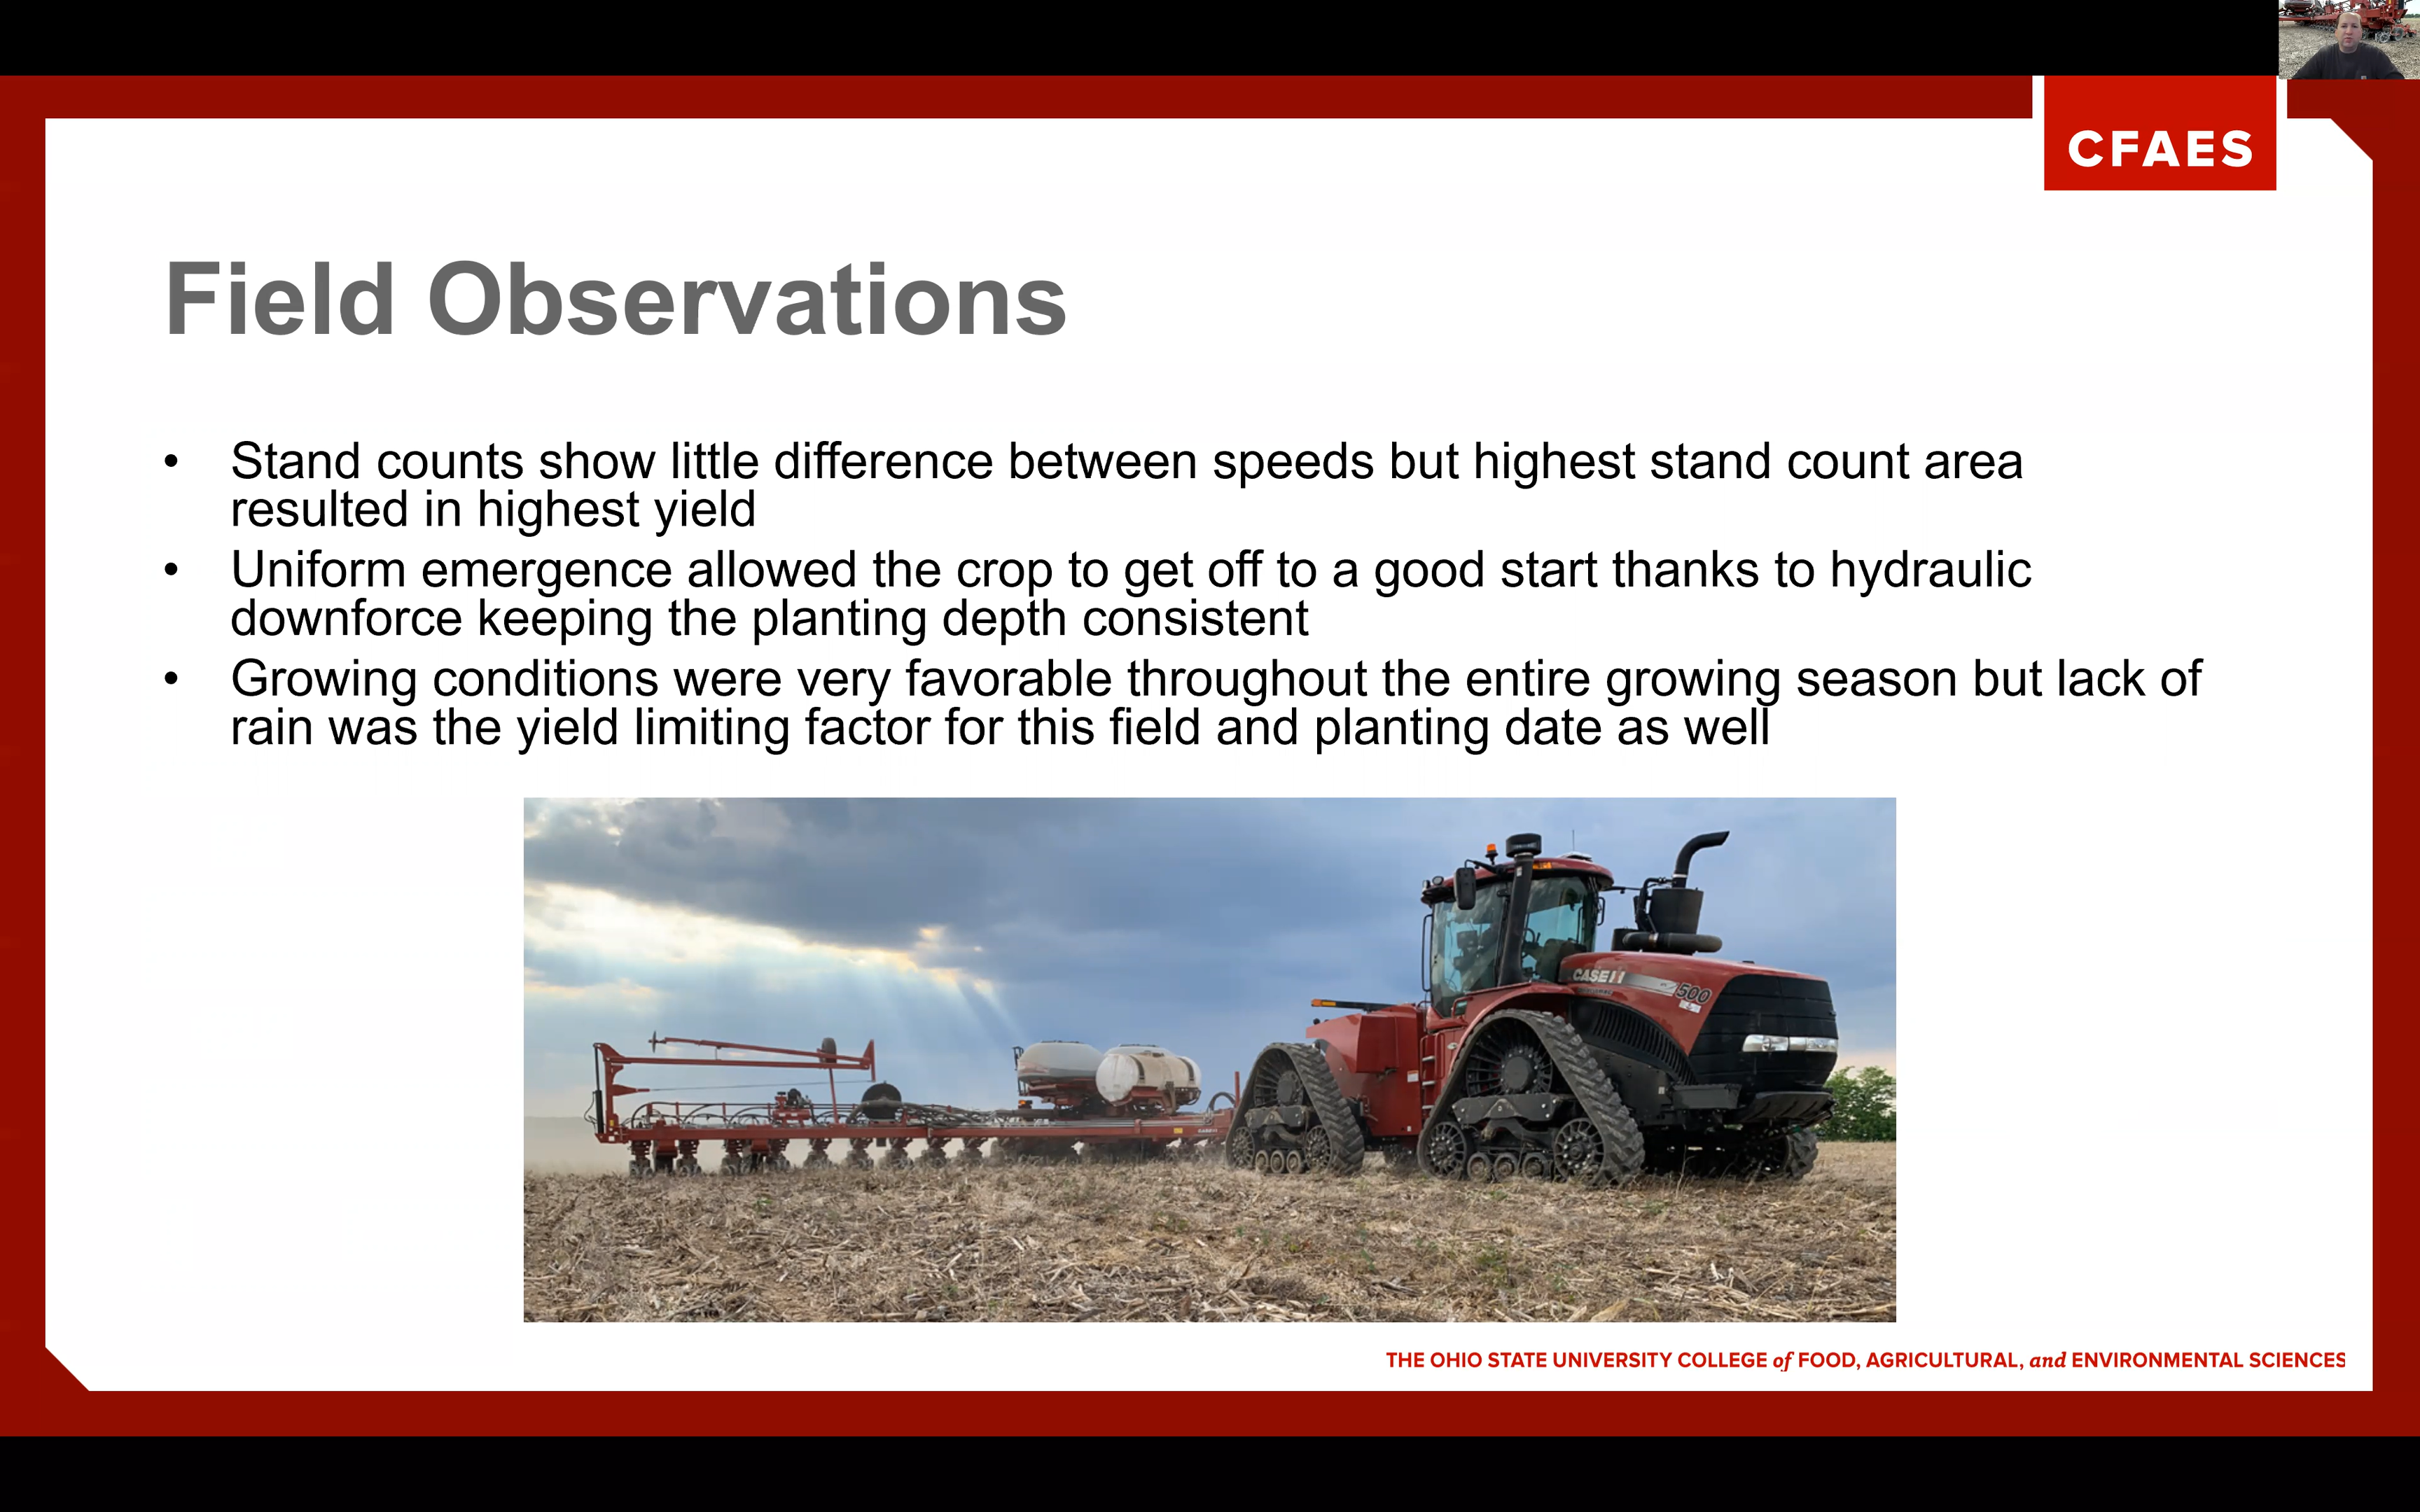 CFAES
Field Observations
• Stand counts show little difference between speeds but highest stand count area
resulted in highest yield
• Uniform emergence allowed the crop to get off to a good start thanks to hydraulic
downforce keeping the planting depth consistent
• Growing conditions were very favorable throughout the entire growing season but lack of
rain was the yield limiting factor for this field and planting date as well
CASE IH
500
THE OHIO STATE UNIVERSITY COLLEGE of FOOD, AGRICULTURAL, and ENVIRONMENTAL SCIENCES